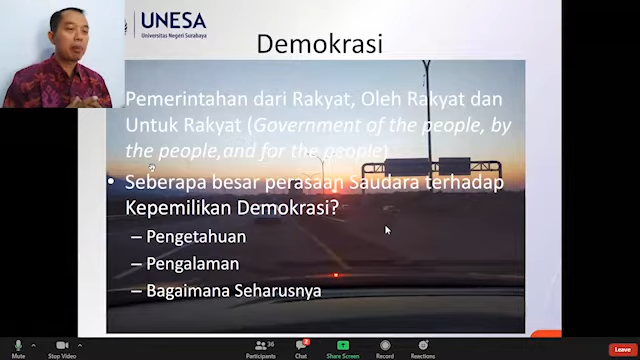 UNESA
Universitas Negeri Surabaya
Demokrasi
Pemerintahan dari Rakyat, Oleh Rakyat dan
Untuk Rakyat (Government of the people, by
the people,and for the people)
• Seberapa besar perasaan Saudara terhadap
Kepemilikan Demokrasi?
– Pengetuan
– Pengalaman
– Bagaimana Seharusnya
Mute
Stop Video
36
Participants
Chat
Share Screen
Record
Reactions
Leave